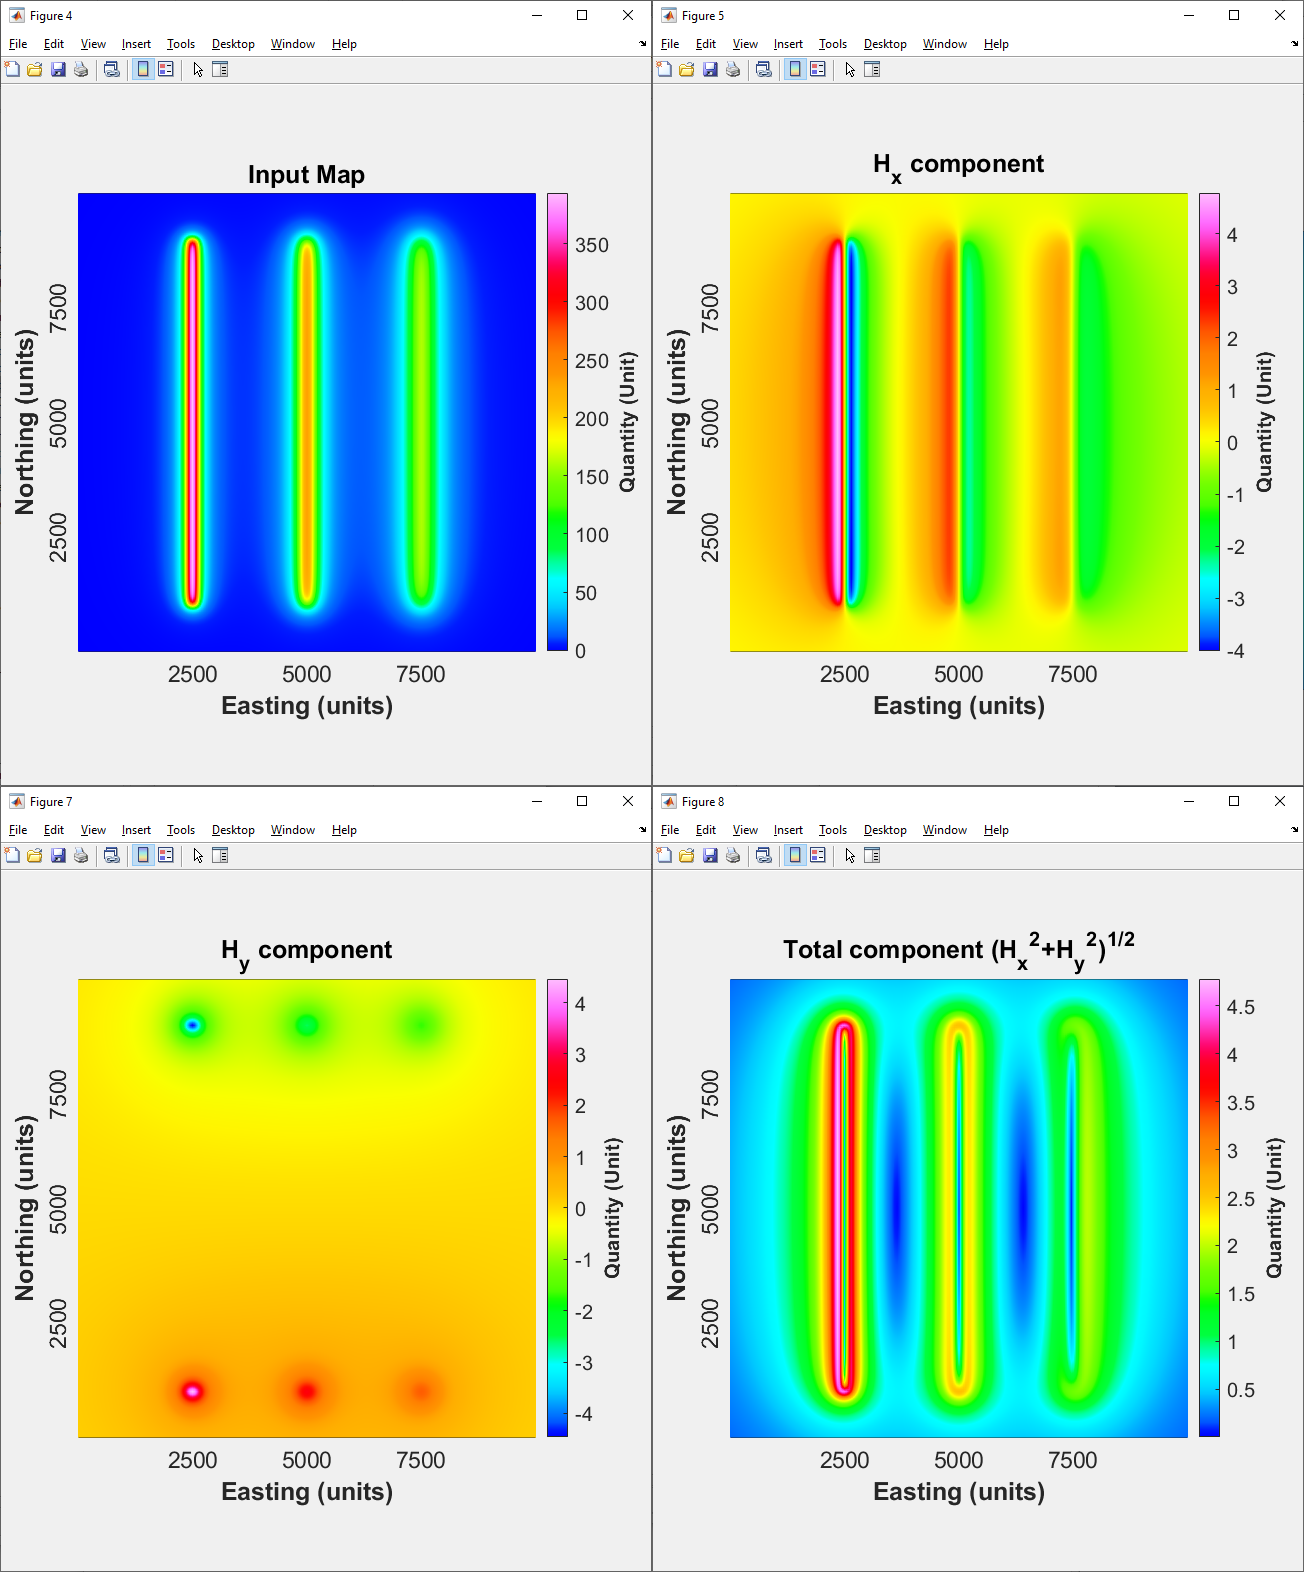 Figure 4
File Edit View Insert Tools Desktop Window Help
Input Map
Northing (units)
7500
5000
2500
2500 5000 7500
Easting (units)
350
300
250
200
150
100
50
0
Quantity (Unit)
Figure 5
File Edit View Insert Tools Desktop Window Help
Hx component
Northing (units)
7500
5000
2500
2500 5000 7500
Easting (units)
4
3
2
1
0
-1
-2
-3
-4
Quantity (Unit)
Figure 7
File Edit View Insert Tools Desktop Window Help
Hy component
Northing (units)
7500
5000
2500
2500 5000 7500
Easting (units)
4
3
2
1
0
-1
-2
-3
-4
Quantity (Unit)
Figure 8
File Edit View Insert Tools Desktop Window Help
Total component (Hx²+Hy²)^1/2
Northing (units)
7500
5000
2500
2500 5000 7500
Easting (units)
4.5
4
3.5
3
2.5
2
1.5
1
0.5
Quantity (Unit)